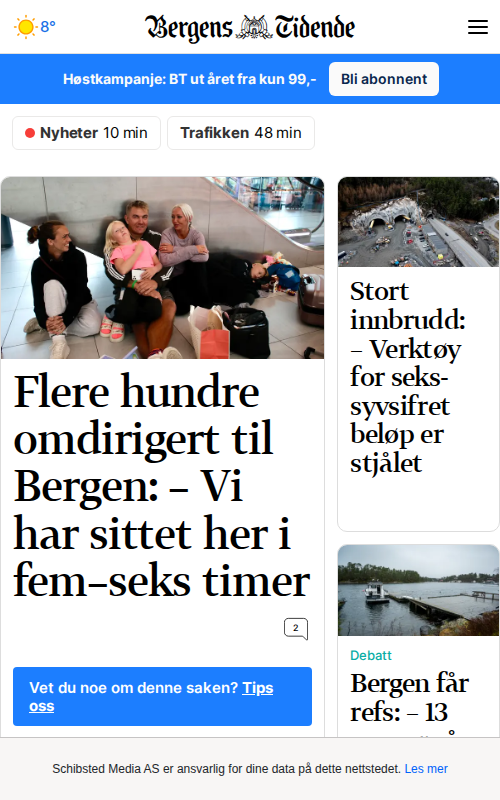 8°
Bergens Tidende
Høstkampanje: BT ut året fra kun 99,-
Bli abonnent
Nyheter 10 min
Trafikken 48 min
Flere hundre
omdirigert til
Bergen: – Vi
har sittet her i
fem–seks timer
2
Vet du noe om denne saken? Tips
oss
Stort
innbrudd:
– Verktøy
for seks-
syvsifret
beløp er
stjålet
Debatt
Bergen får
refs: – 13
Schibsted Media AS er ansvarlig for dine data på dette nettstedet. Les mer